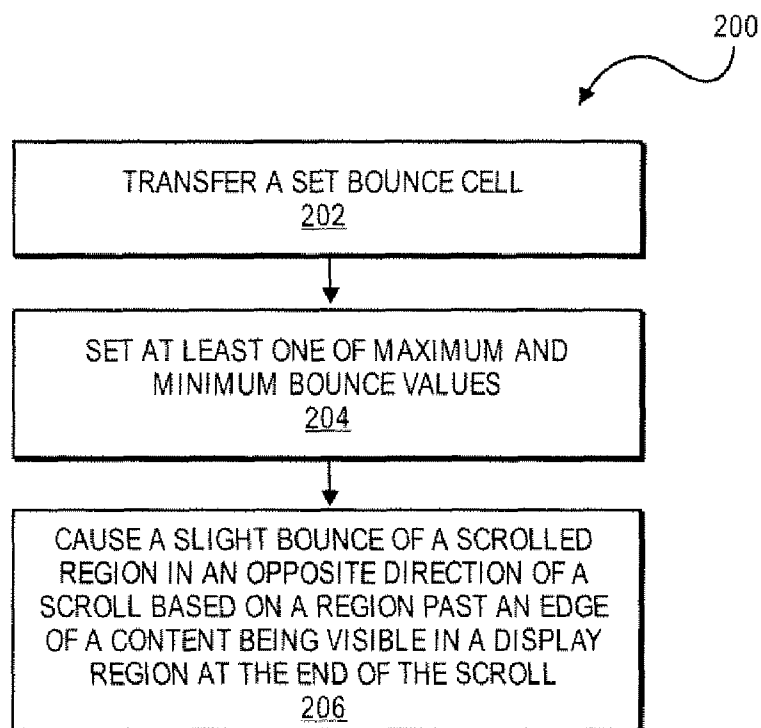 200
TRANSFER A SET BOUNCE CELL
202
SET AT LEAST ONE OF MAXIMUM AND
MINIMUM BOUNCE VALUES
204
CAUSE A SLIGHT BOUNCE OF A SCROLLED
REGION IN AN OPPOSITE DIRECTION OF A
SCROLL BASED ON A REGION PAST AN EDGE
OF A CONTENT BEING VISIBLE IN A DISPLAY
REGION AT THE END OF THE SCROLL
206